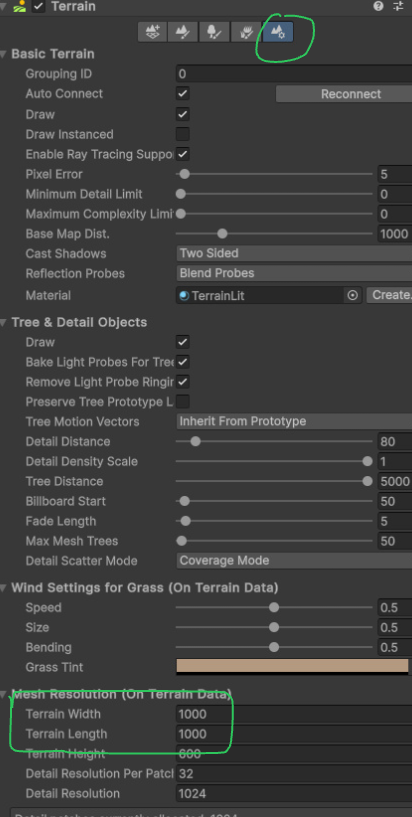 Terrain
Basic Terrain
Grouping ID 0
Auto Connect Reconnect
Draw
Draw Instanced
Enable Ray Tracing Suppo
Pixel Error 5
Minimum Detail Limit 0
Maximum Complexity Limi 0
Base Map Dist. 1000
Cast Shadows Two Sided
Reflection Probes Blend Probes
Material TerrainLit Create.
Tree & Detail Objects
Draw
Bake Light Probes For Tree
Remove Light Probe Ringin
Preserve Tree Prototype L
Tree Motion Vectors Inherit From Prototype
Detail Distance 80
Detail Density Scale 1
Tree Distance 5000
Billboard Start 50
Fade Length 5
Max Mesh Trees 50
Detail Scatter Mode Coverage Mode
Wind Settings for Grass (On Terrain Data)
Speed 0.5
Size 0.5
Bending 0.5
Grass Tint
Mesh Resolution (On Terrain Data)
Terrain Width 1000
Terrain Length 1000
Terrain Height 600
Detail Resolution Per Patcl 32
Detail Resolution 1024
Detail patches currently allocated: 1024